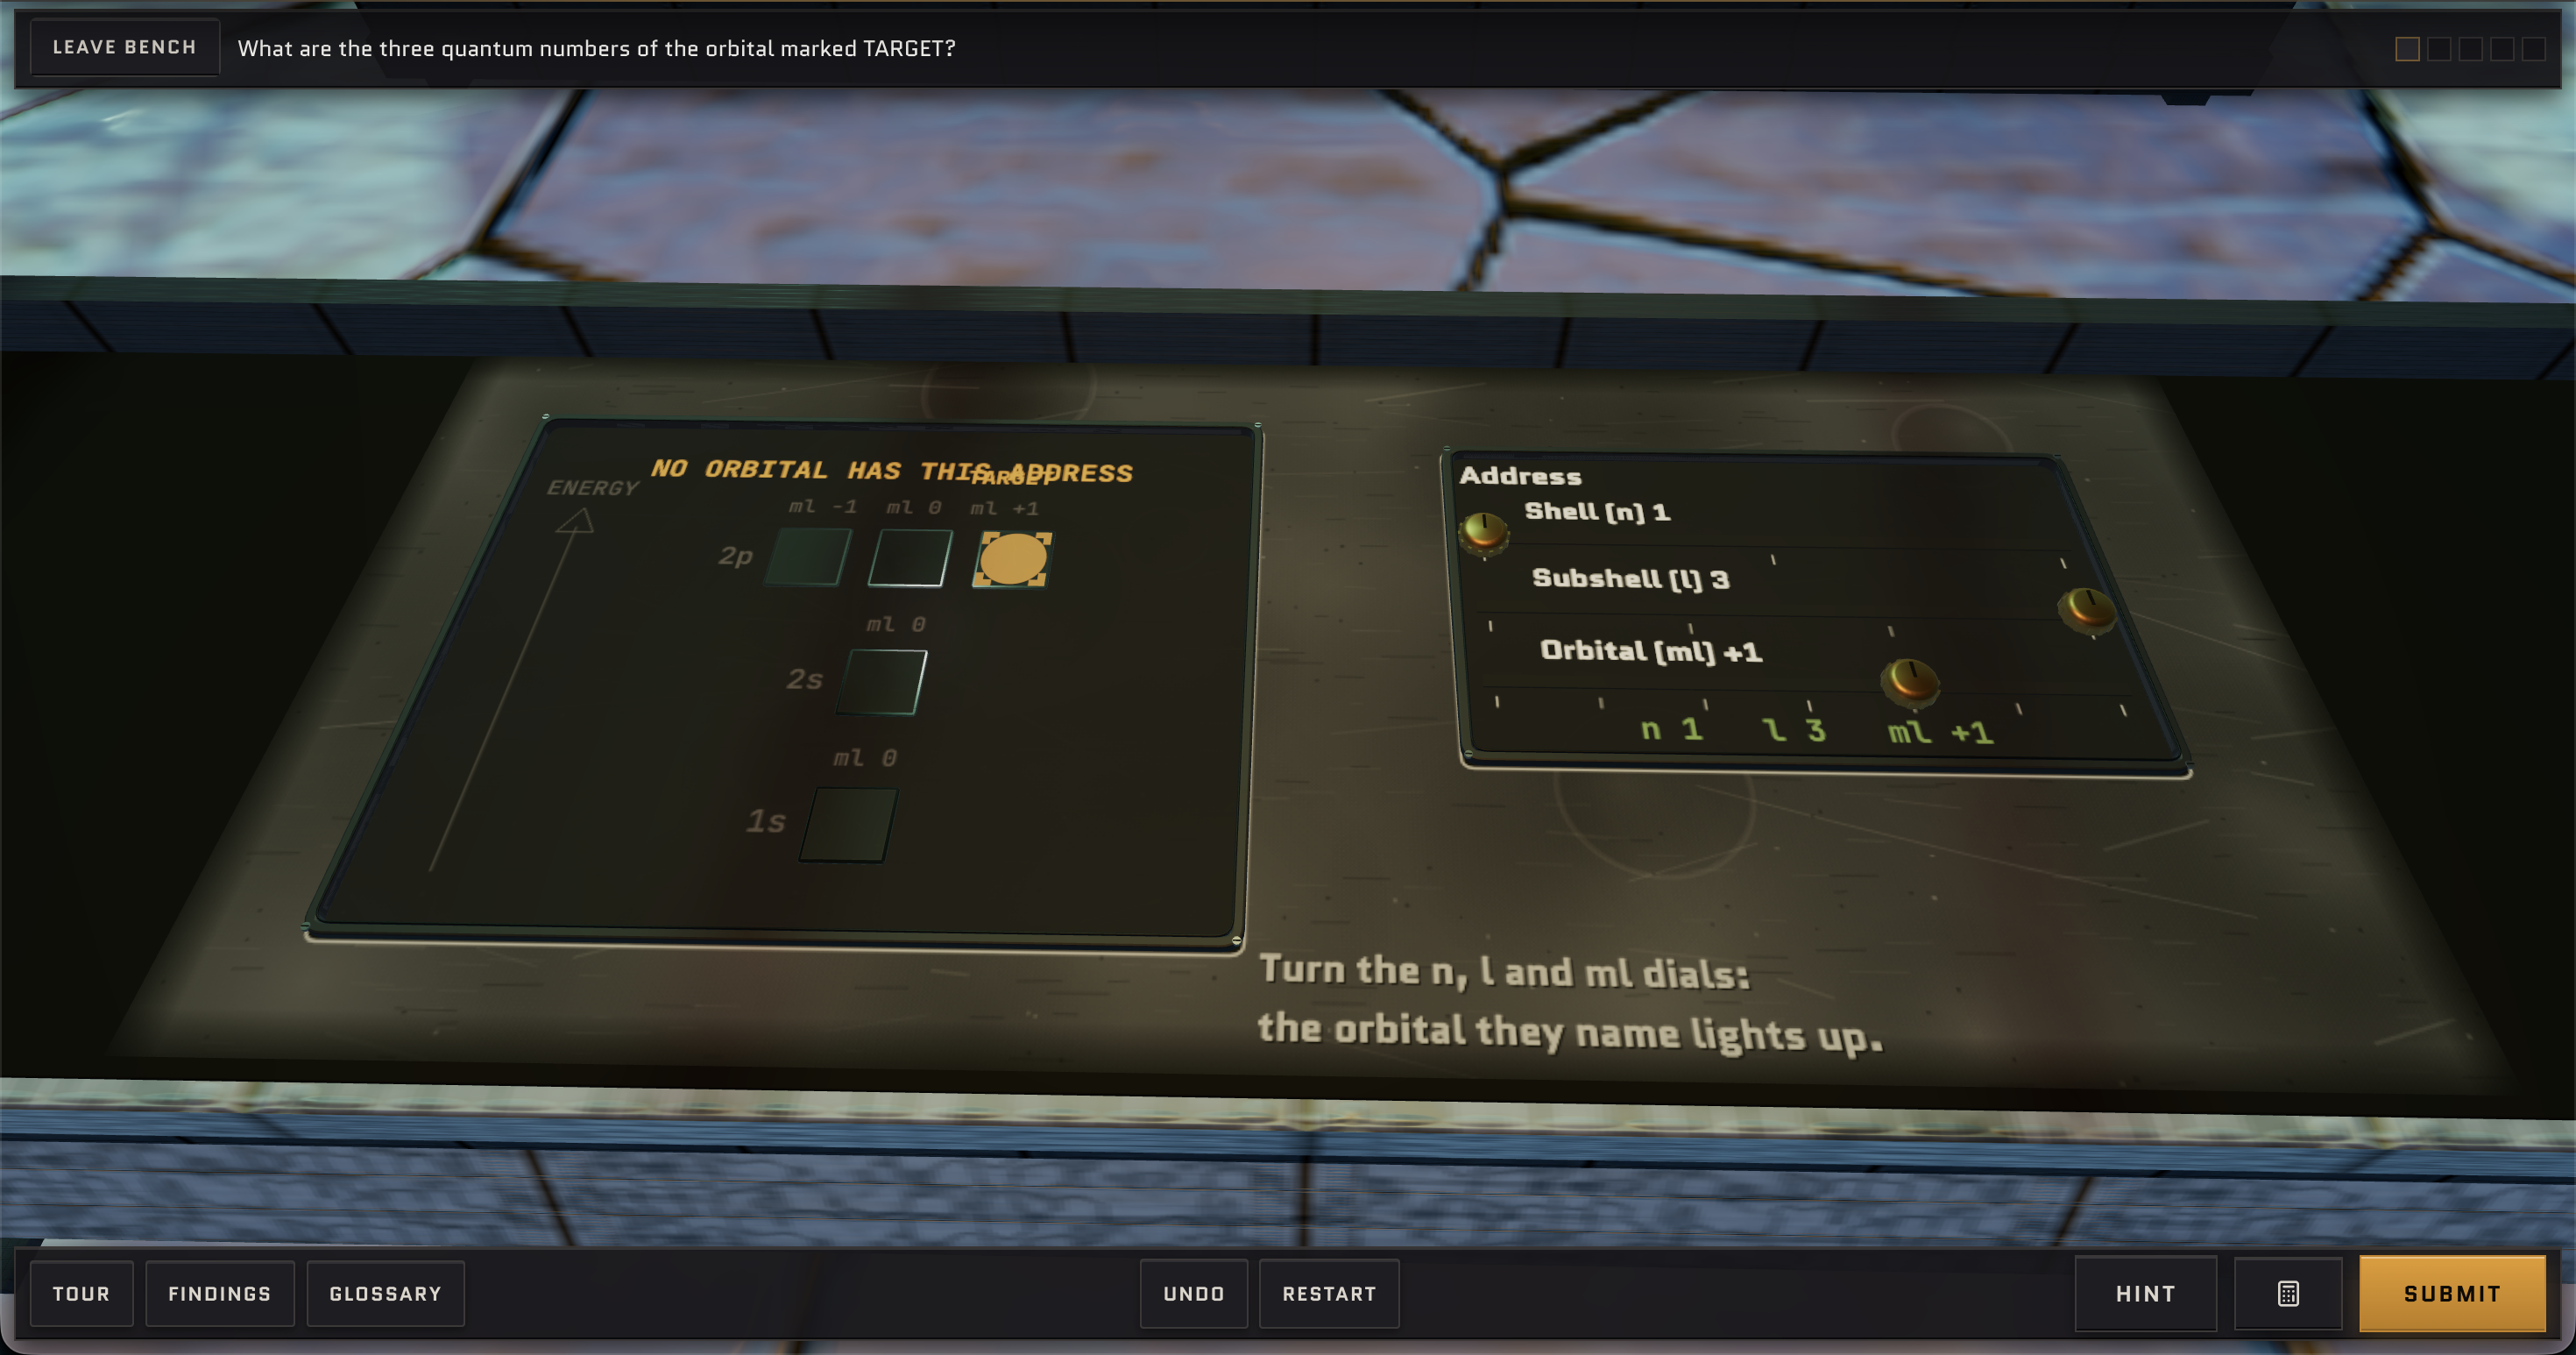 LEAVE BENCH
What are the three quantum numbers of the orbital marked TARGET?
NO ORBITAL HAS THIS ADDRESS
TARGET
ENERGY
ml -1 ml 0 ml +1
2p
ml 0
2s
ml 0
1s
Address
Shell (n) 1
Subshell (l) 3
Orbital (ml) +1
n 1 l 3 ml +1
Turn the n, l and ml dials:
the orbital they name lights up.
TOUR
FINDINGS
GLOSSARY
UNDO
RESTART
HINT
SUBMIT